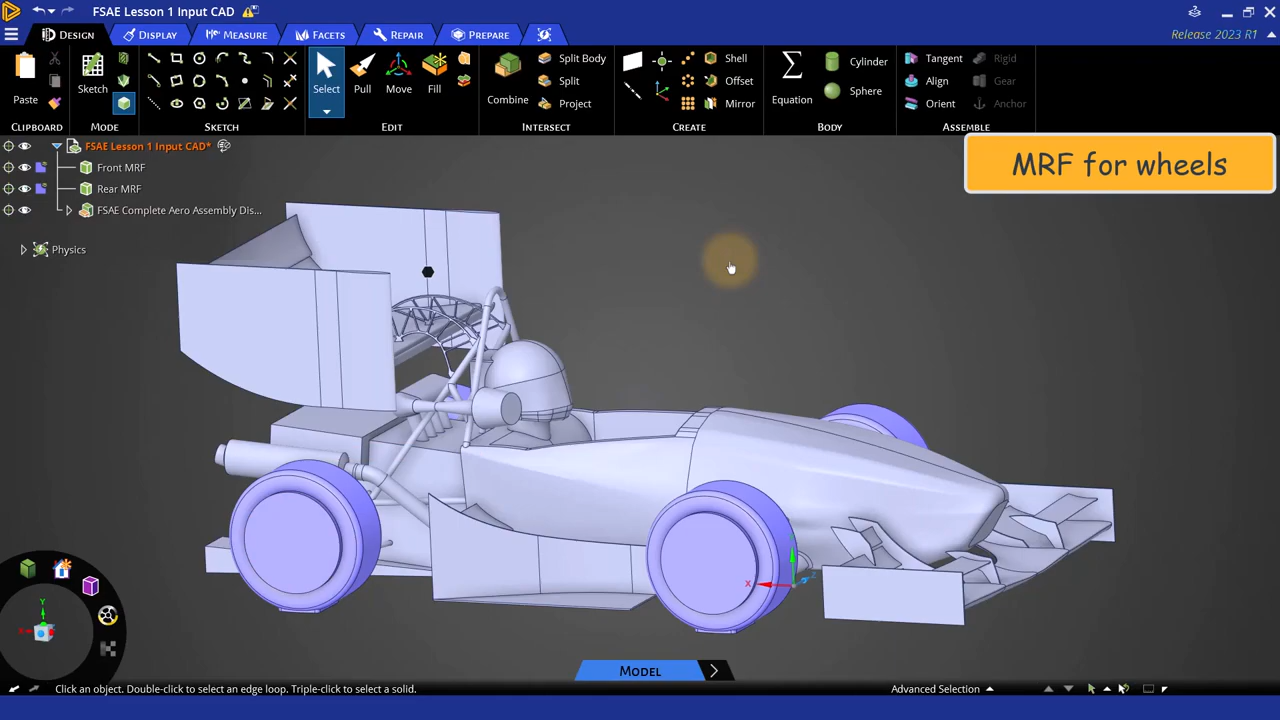 FSAE Lesson 1 Input CAD
DESIGN
DISPLAY
MEASURE
FACETS
REPAIR
PREPARE
Release 2023 R1
Paste
Sketch
Select
Pull
Move
Fill
Combine
Split Body
Split
Project
Shell
Offset
Mirror
Equation
Cylinder
Sphere
Tangent
Rigid
Align
Gear
Orient
Anchor
CLIPBOARD
MODE
SKETCH
EDIT
INTERSECT
CREATE
BODY
ASSEMBLE
FSAE Lesson 1 Input CAD*
Front MRF
Rear MRF
FSAE Complete Aero Assembly Dis...
Physics
MRF for wheels
X
Z
Y
X
MODEL
Click an object. Double-click to select an edge loop. Triple-click to select a solid.
Advanced Selection